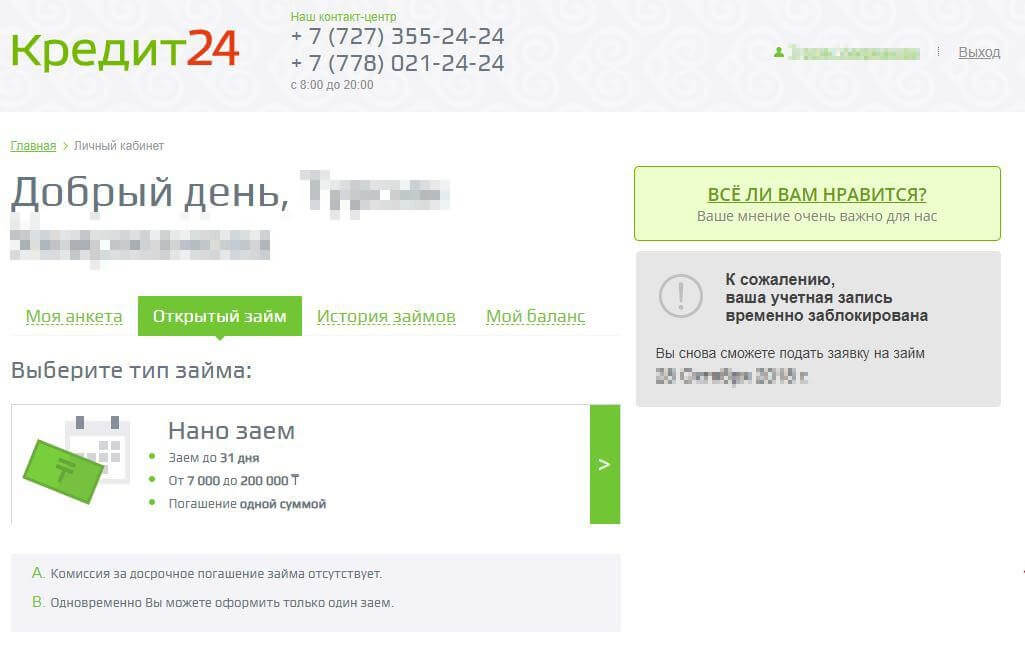 Кредит24
Наш контакт-центр
+ 7 (727) 355-24-24
+ 7 (778) 021-24-24
с 8:00 до 20:00
Выход
Главная > Личный кабинет
Добрый день,
ВСЁ ЛИ ВАМ НРАВИТСЯ?
Ваше мнение очень важно для нас
К сожалению,
ваша учетная запись
временно заблокирована
Вы снова сможете подать заявку на займ
Моя анкета
Открытый займ
История займов
Мой баланс
Выберите тип займа:
Нано заем
Заем до 31 дня
От 7 000 до 200 000 ₸
Погашение одной суммой
>
A. Комиссия за досрочное погашение займа отсутствует.
B. Одновременно Вы можете оформить только один заем.